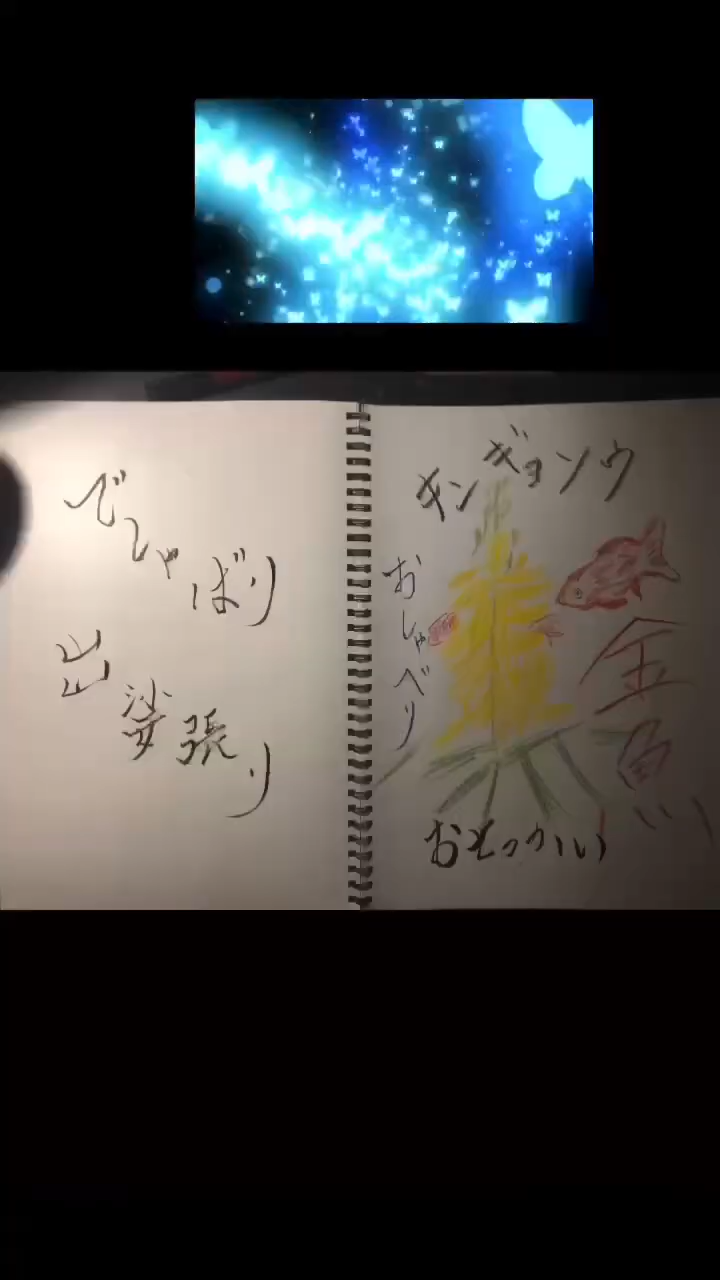 でしゃばり
出娑張り
キンギョソウ
おしゃべり
金魚
おせっかい